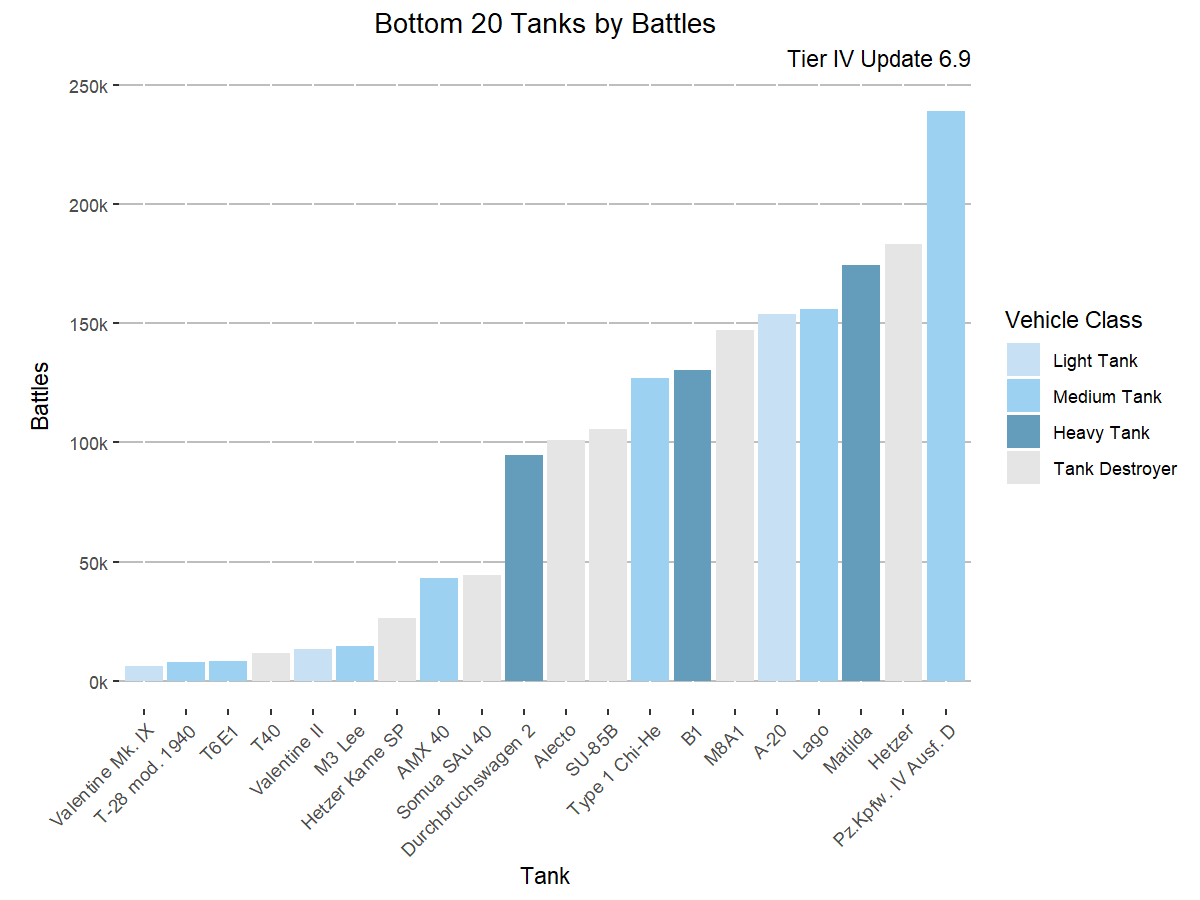 Bottom 20 Tanks by Battles
Tier IV Update 6.9
250k
200k
150k
100k
50k
0k
Battles
Valentine Mk. IX
T-28 mod. 1940
T6E1
T40
Valentine II
M3 Lee
Hetzer Kame SP
AMX 40
Somua SAu 40
Durchbruchswagen 2
Alecto
SU-85B
Type 1 Chi-He
B1
M8A1
A-20
Lago
Matilda
Hetzer
Pz.Kpfw. IV Ausf. D
Tank
Vehicle Class
Light Tank
Medium Tank
Heavy Tank
Tank Destroyer